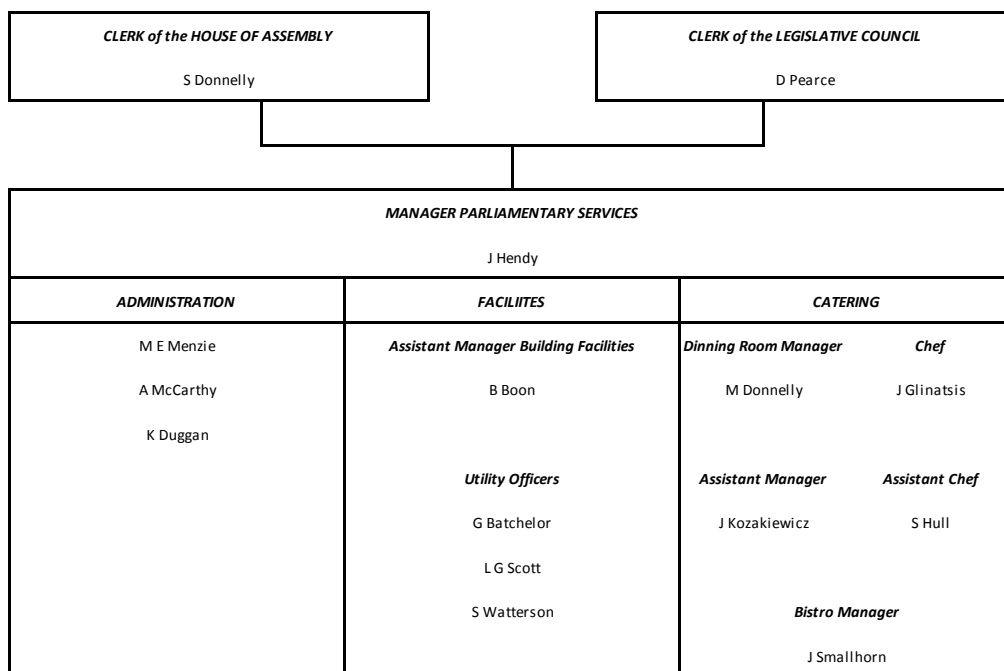 CLERK of the HOUSE OF ASSEMBLY
S Donnelly
CLERK of the LEGISLATIVE COUNCIL
D Pearce
MANAGER PARLIAMENTARY SERVICES
J Hendy
ADMINISTRATION
M E Menzie
A McCarthy
K Duggan
FACILIITES
Assistant Manager Building Facilities
B Boon
Utility Officers
G Batchelor
L G Scott
S Watterson
CATERING
Dinning Room Manager
M Donnelly
Chef
J Glinatsis
Assistant Manager
J Kozakiewicz
Assistant Chef
S Hull
Bistro Manager
J Smallhorn